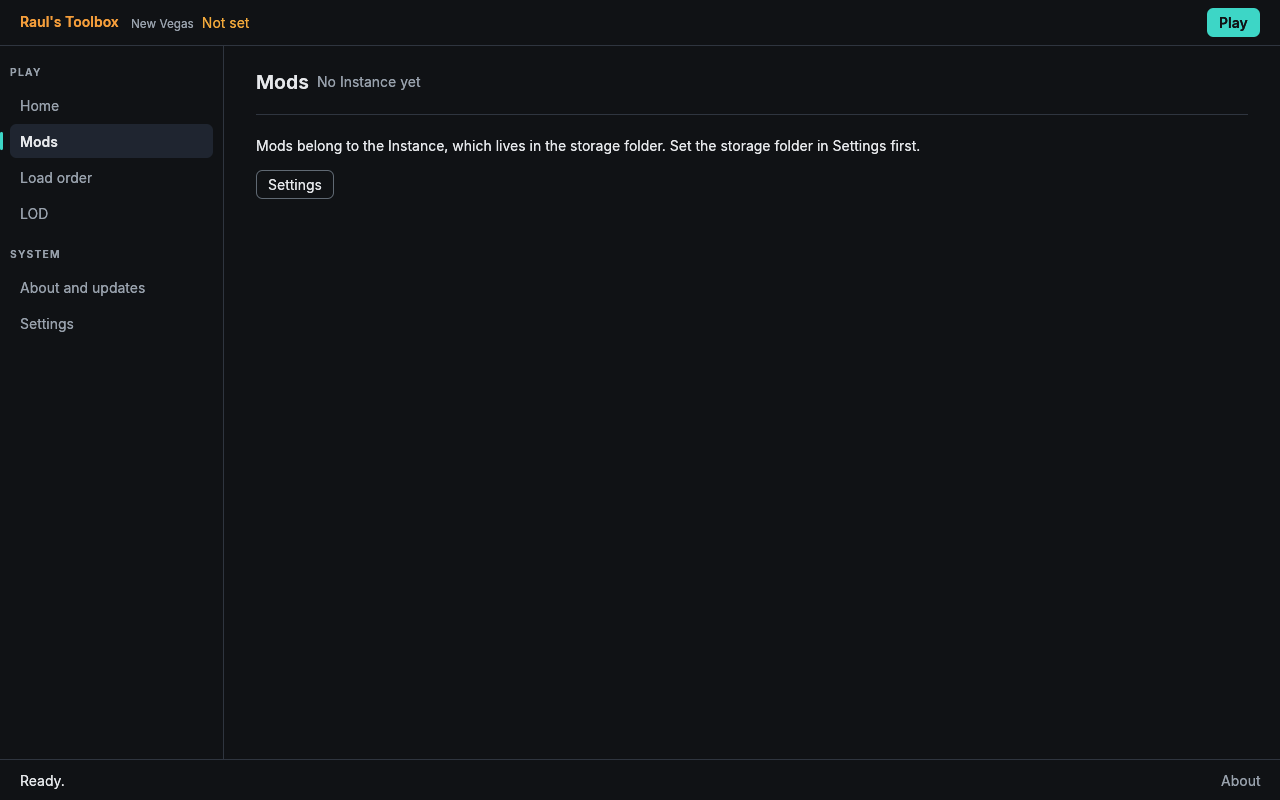 Raul's Toolbox New Vegas Not set Play
PLAY
Home
Mods
Load order
LOD
SYSTEM
About and updates
Settings
Mods No Instance yet
Mods belong to the Instance, which lives in the storage folder. Set the storage folder in Settings first.
Settings
Ready. About